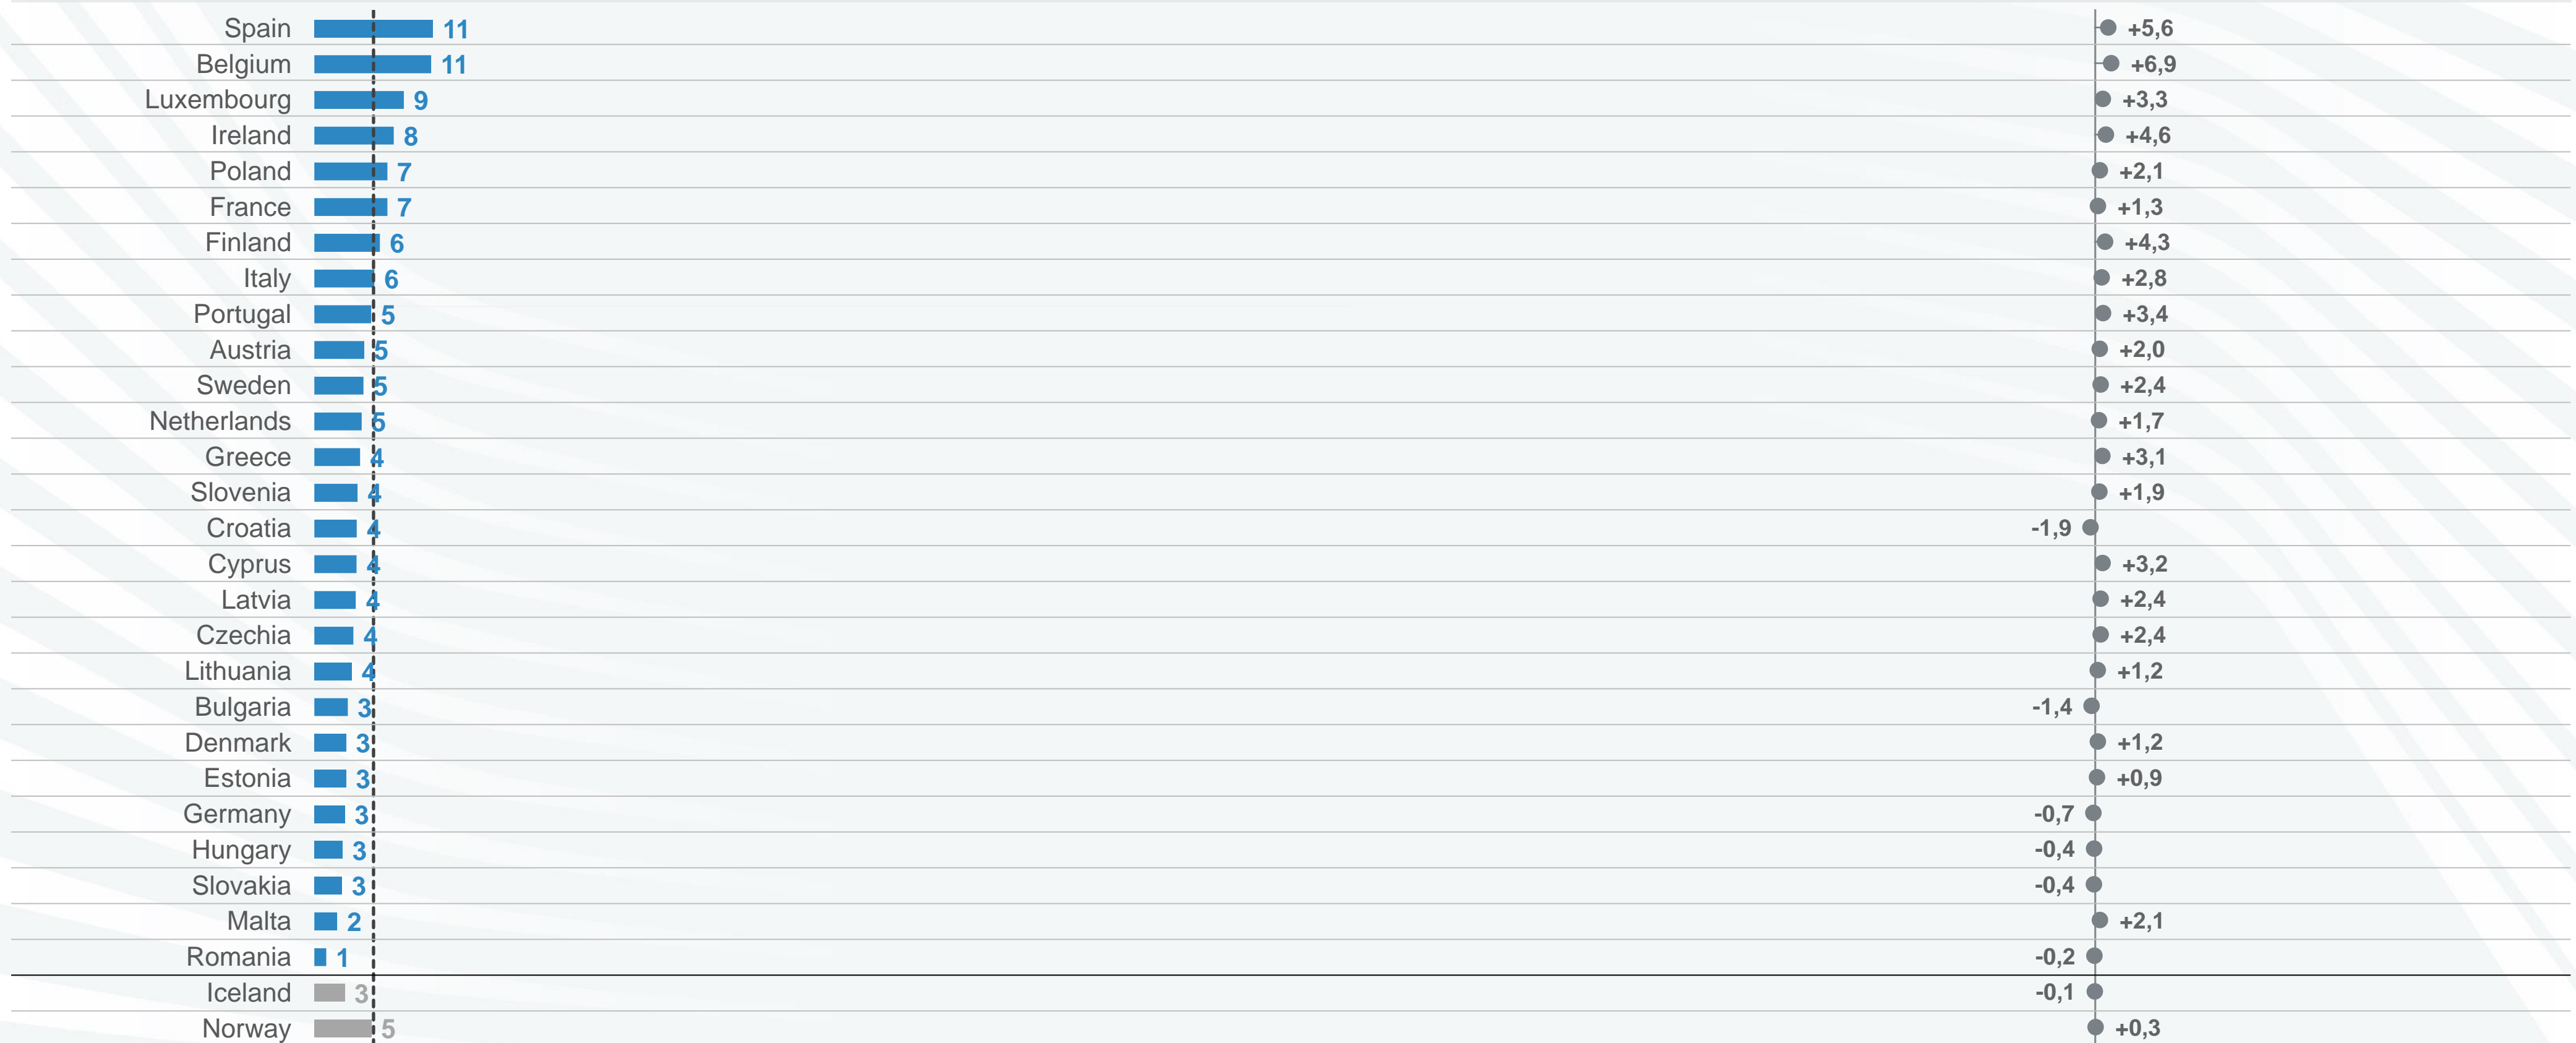 Spain 11 +5,6
Belgium 11 +6,9
Luxembourg 9 +3,3
Ireland 8 +4,6
Poland 7 +2,1
France 7 +1,3
Finland 6 +4,3
Italy 6 +2,8
Portugal 5 +3,4
Austria 5 +2,0
Sweden 5 +2,4
Netherlands 5 +1,7
Greece 4 +3,1
Slovenia 4 +1,9
Croatia 4 -1,9
Cyprus 4 +3,2
Latvia 4 +2,4
Czechia 4 +2,4
Lithuania 4 +1,2
Bulgaria 3 -1,4
Denmark 3 +1,2
Estonia 3 +0,9
Germany 3 -0,7
Hungary 3 -0,4
Slovakia 3 -0,4
Malta 2 +2,1
Romania 1 -0,2
Iceland 3 -0,1
Norway 5 +0,3